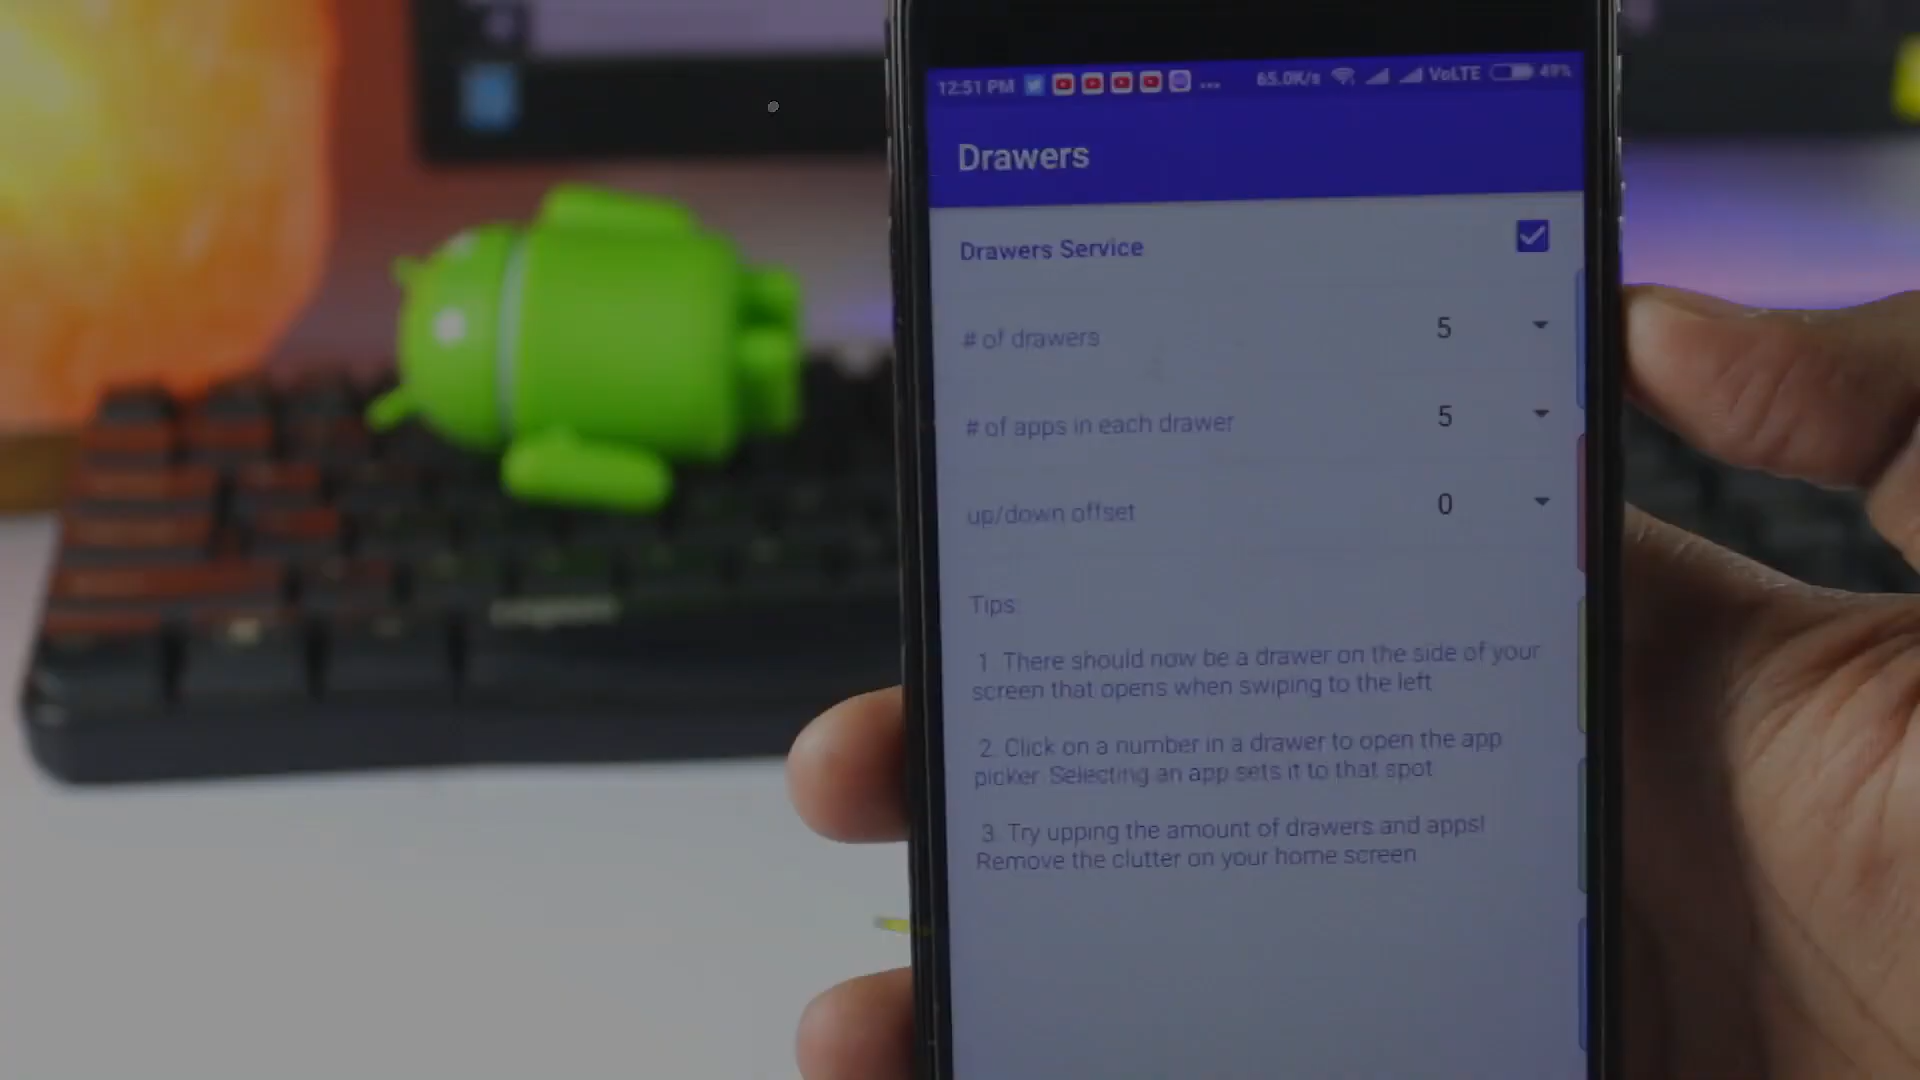 12:51 PM ... 65.0K/s VoLTE 49%
Drawers
Drawers Service
# of drawers 5
# of apps in each drawer 5
up/down offset 0
Tips:
1. There should now be a drawer on the side of your
screen that opens when swiping to the left
2. Click on a number in a drawer to open the app
picker. Selecting an app sets it to that spot
3. Try upping the amount of drawers and apps!
Remove the clutter on your home screen